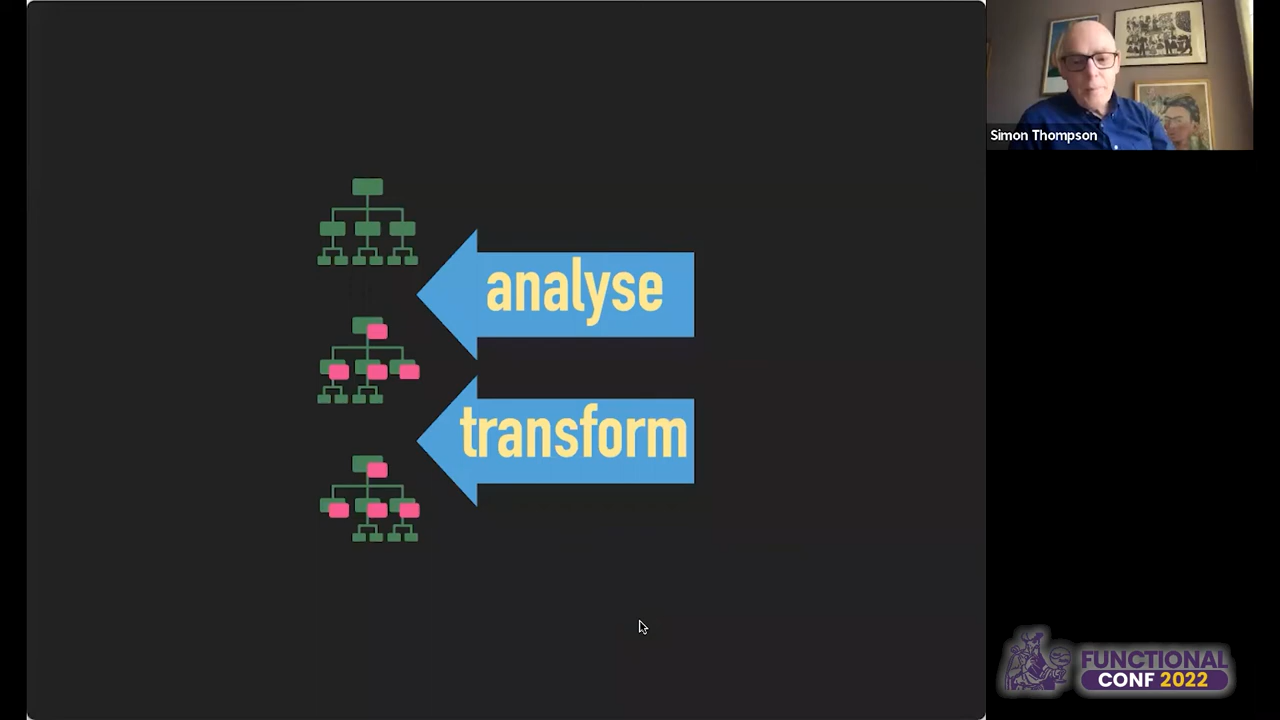 analyse
transform
Simon Thompson
FUNCTIONAL
CONF 2022